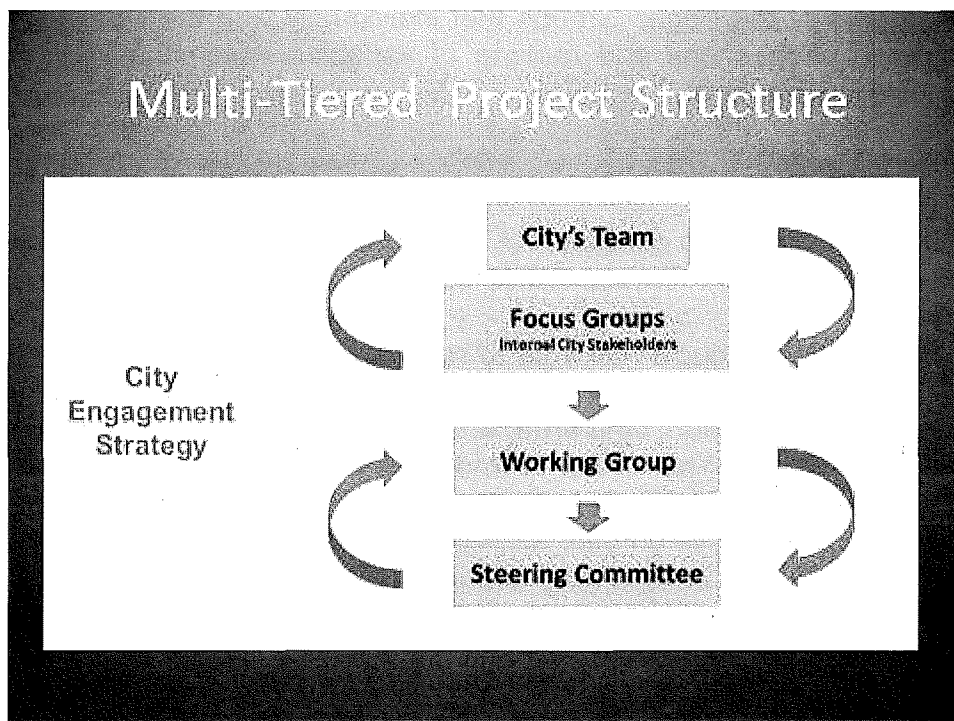 Multi-Tiered Project Structure
City's Team
Focus Groups
Internal City Stakeholders
City
Engagement
Strategy
Working Group
Steering Committee